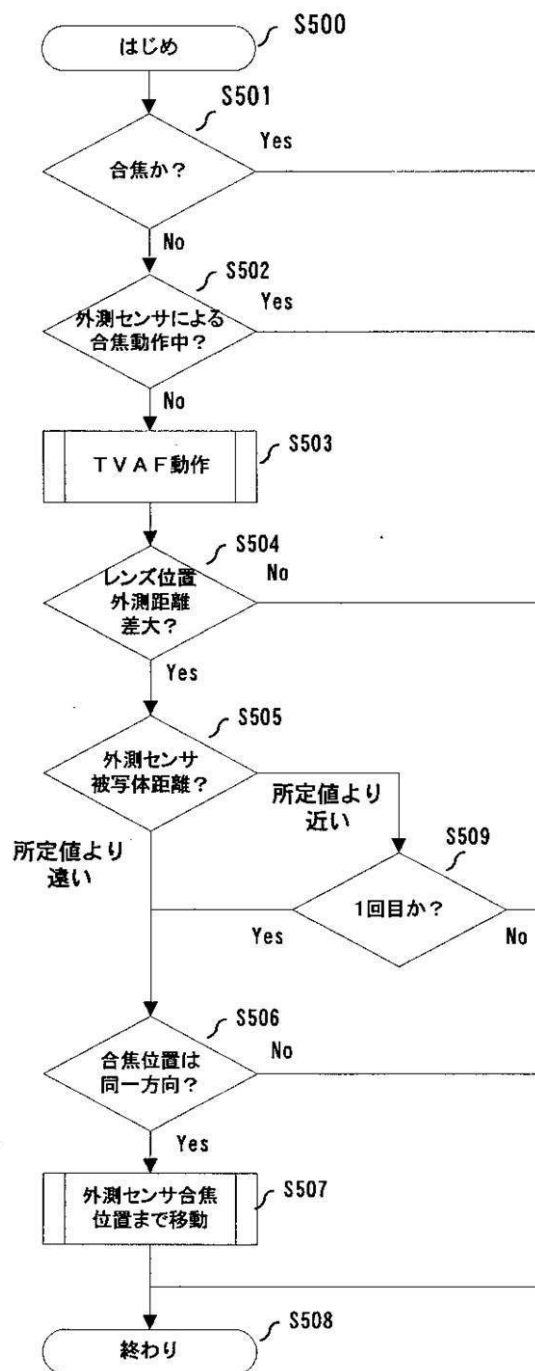 はじめ
S500
S501
合焦か?
Yes
No
S502
外測センサによる
合焦動作中?
Yes
No
TVAF動作
S503
S504
レンズ位置
外測距離
差大?
No
Yes
S505
外測センサ
被写体距離?
所定値より
近い
所定値より
遠い
S509
1回目か?
Yes
No
S506
合焦位置は
同一方向?
No
Yes
外測センサ合焦
位置まで移動
S507
終わり
S508